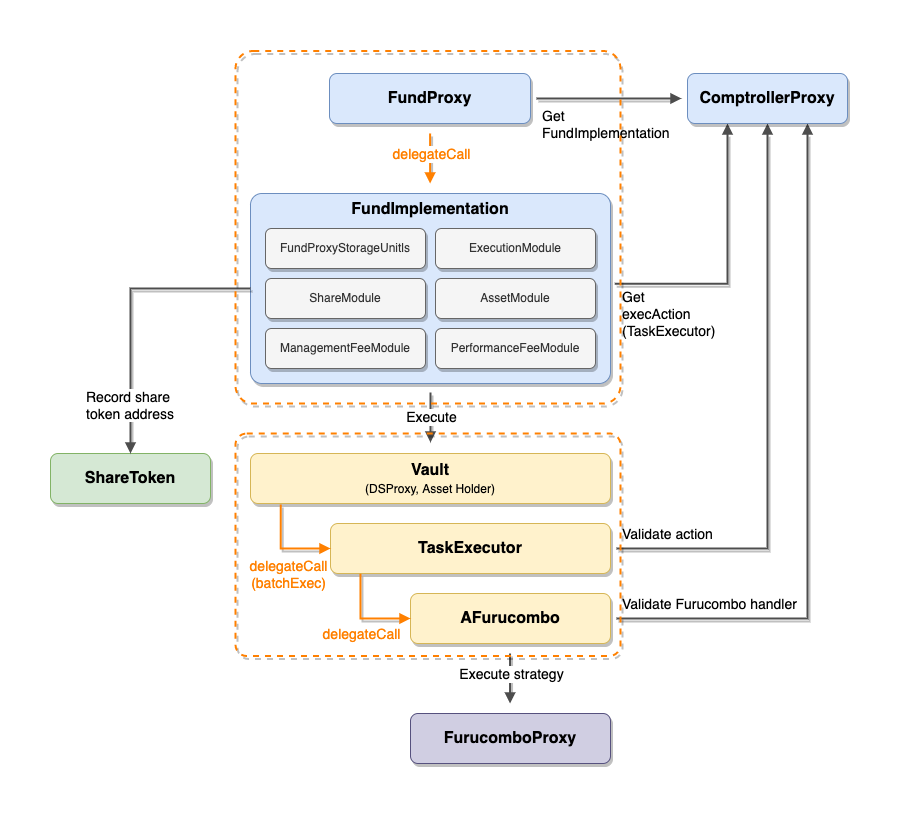 FundProxy
ComptrollerProxy
Get
FundImplementation
delegateCall
FundImplementation
FundProxyStorageUnitls
ExecutionModule
ShareModule
AssetModule
ManagementFeeModule
PerformanceFeeModule
Get
execAction
(TaskExecutor)
Record share
token address
Execute
ShareToken
Vault
(DSProxy, Asset Holder)
TaskExecutor
Validate action
delegateCall
(batchExec)
AFurucombo
Validate Furucombo handler
delegateCall
Execute strategy
FurucomboProxy